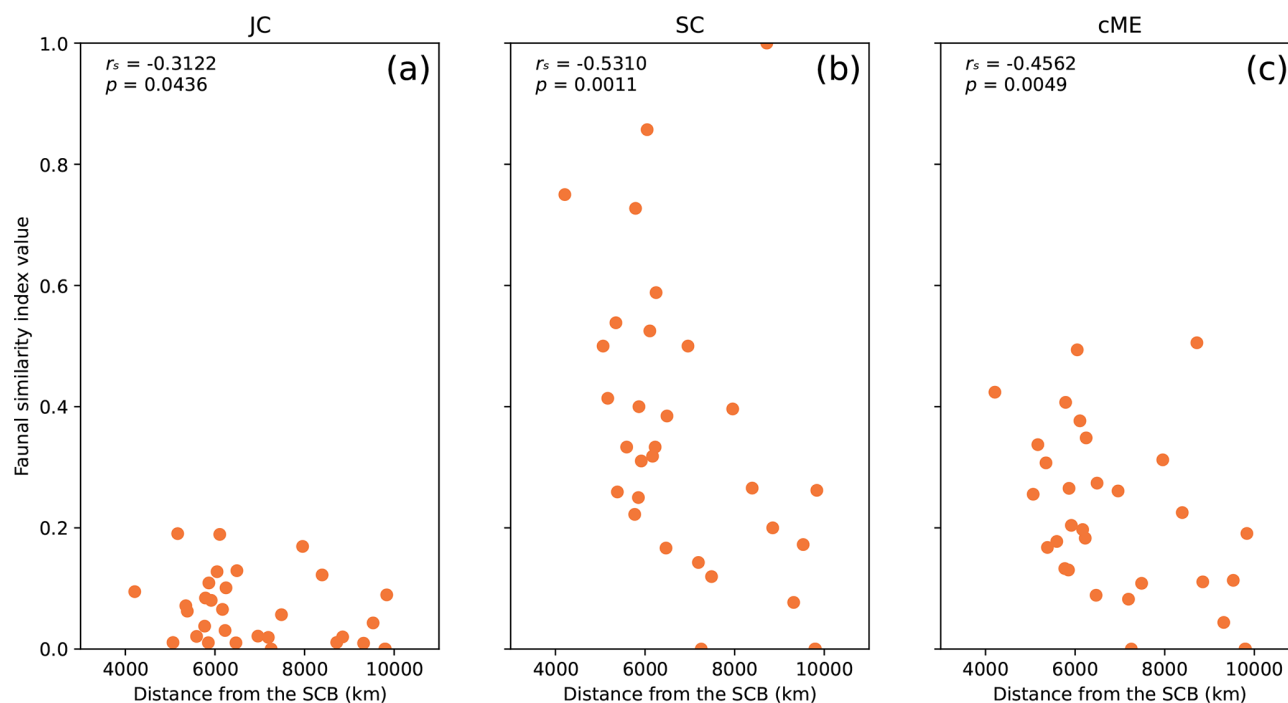 JC
SC
cME
rₛ = -0.3122
p = 0.0436
(a)
rₛ = -0.5310
p = 0.0011
(b)
rₛ = -0.4562
p = 0.0049
(c)
Faunal similarity index value
1.0
0.8
0.6
0.4
0.2
0.0
4000 6000 8000 10000
4000 6000 8000 10000
4000 6000 8000 10000
Distance from the SCB (km)
Distance from the SCB (km)
Distance from the SCB (km)